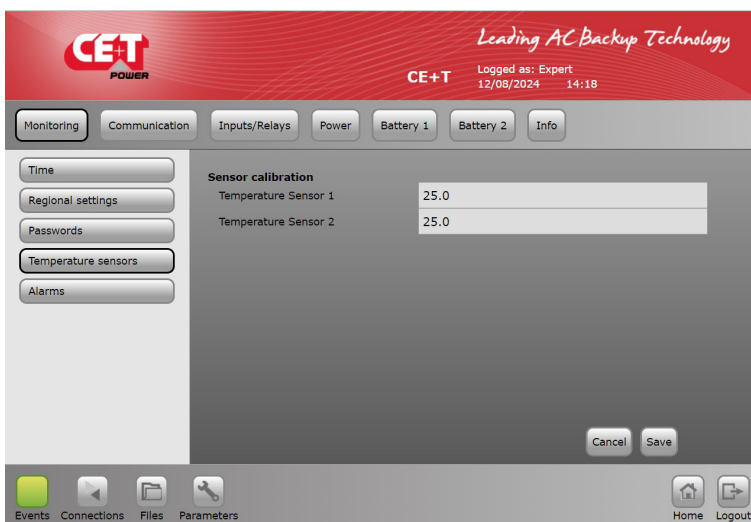 CE+T
POWER
Leading AC Backup Technology
CE+T
Logged as: Expert
12/08/2024 14:18
Monitoring Communication Inputs/Relays Power Battery 1 Battery 2 Info
Time
Regional settings
Passwords
Temperature sensors
Alarms
Sensor calibration
Temperature Sensor 1 25.0
Temperature Sensor 2 25.0
Cancel Save
Events Connections Files Parameters Home Logout